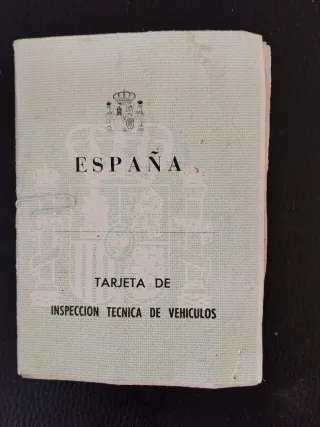 ESPAÑA
TARJETA DE
INSPECCION TECNICA DE VEHICULOS